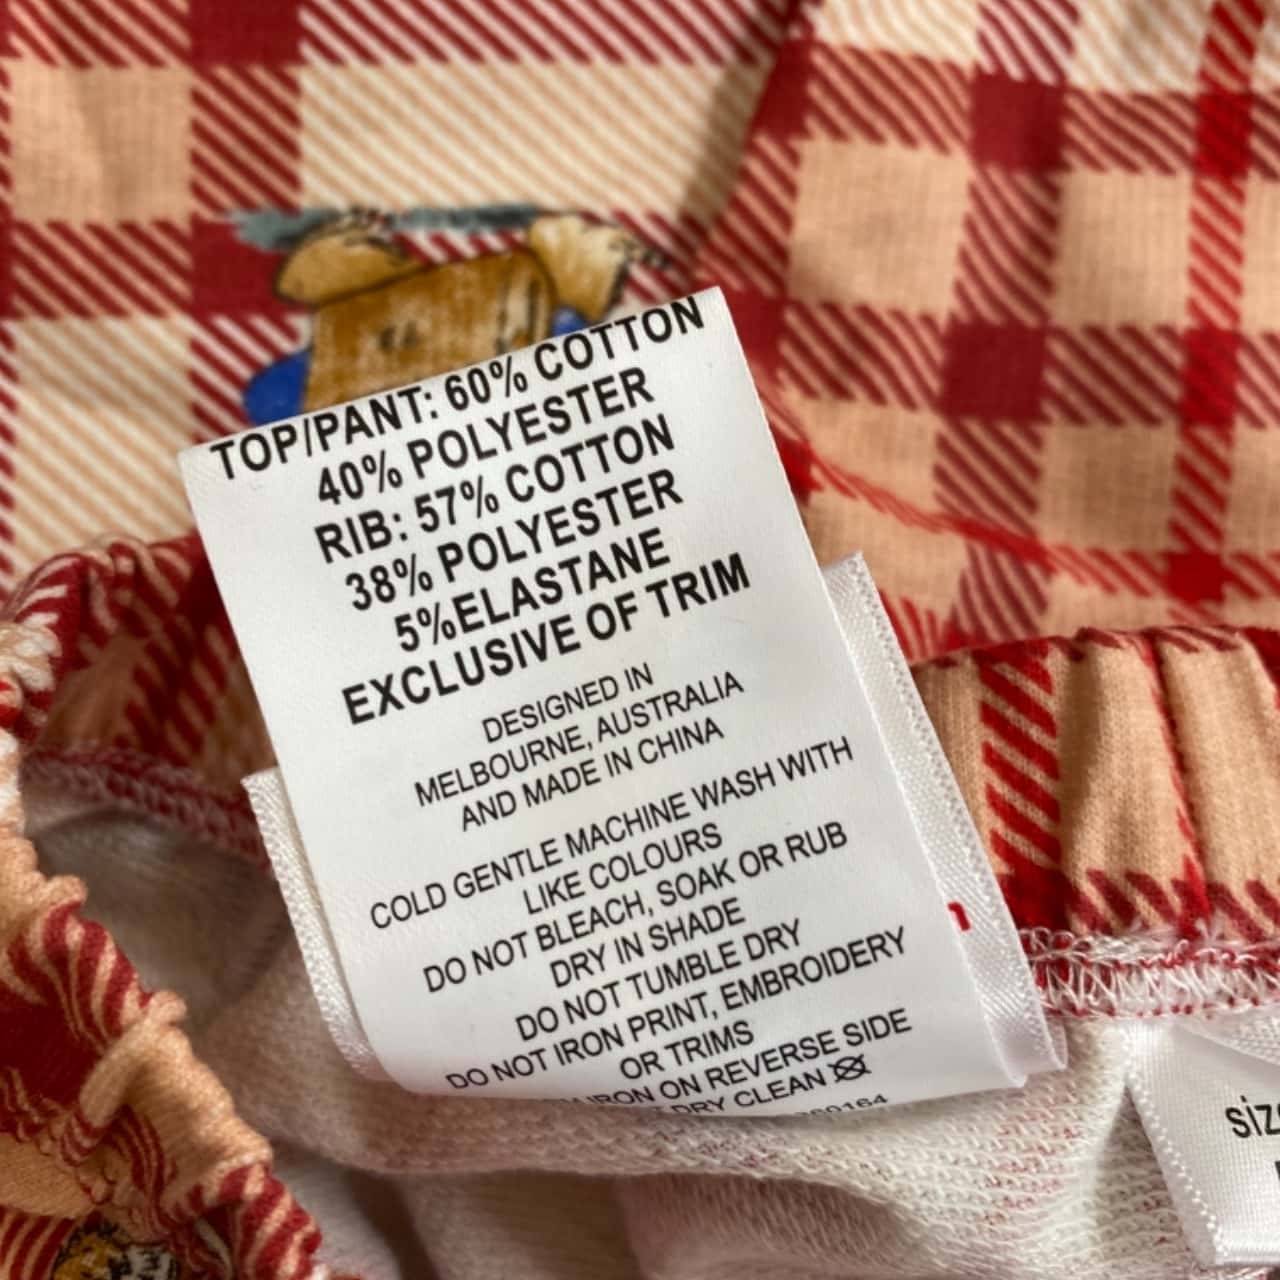 TOP/PANT: 60% COTTON
40% POLYESTER
RIB: 57% COTTON
38% POLYESTER
5%ELASTANE
EXCLUSIVE OF TRIM
DESIGNED IN
MELBOURNE, AUSTRALIA
AND MADE IN CHINA
COLD GENTLE MACHINE WASH WITH
LIKE COLOURS
DO NOT BLEACH, SOAK OR RUB
DRY IN SHADE
DO NOT TUMBLE DRY
DO NOT IRON PRINT, EMBROIDERY
OR TRIMS
IRON ON REVERSE SIDE
DRY CLEAN